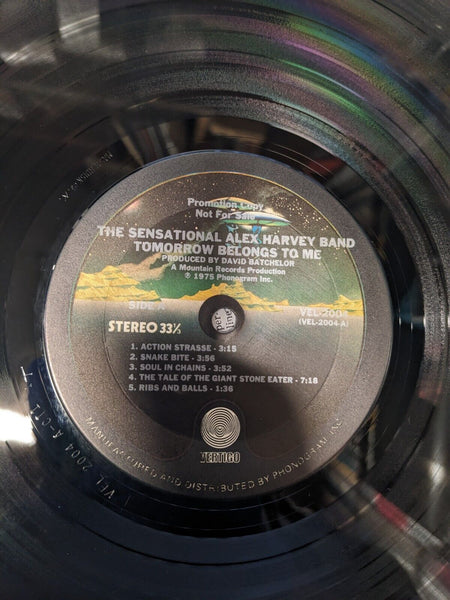 Promotion Copy
Not For Sale
THE SENSATIONAL ALEX HARVEY BAND
TOMORROW BELONGS TO ME
PRODUCED BY DAVID BATCHELOR
A Mountain Records Production
℗ 1975 Phonogram Inc.
SIDE A
VEL-2004
(VEL-2004-A)
STEREO 33⅓
1. ACTION STRASSE - 3:15
2. SNAKE BITE - 3:56
3. SOUL IN CHAINS - 3:52
4. THE TALE OF THE GIANT STONE EATER - 7:18
5. RIBS AND BALLS - 1:36
VERTIGO
MANUFACTURED AND DISTRIBUTED BY PHONOGRAM, INC.
VEL 2004 A